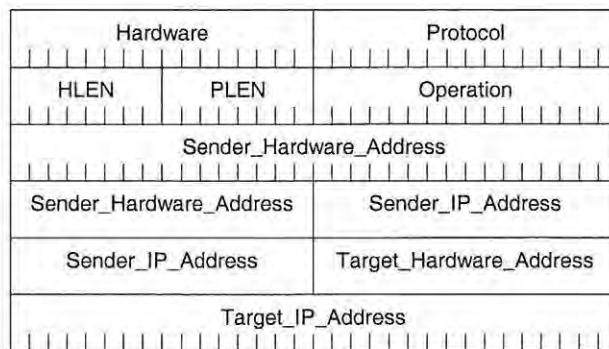 Hardware Protocol
HLEN PLEN Operation
Sender_Hardware_Address
Sender_Hardware_Address Sender_IP_Address
Sender_IP_Address Target_Hardware_Address
Target_IP_Address